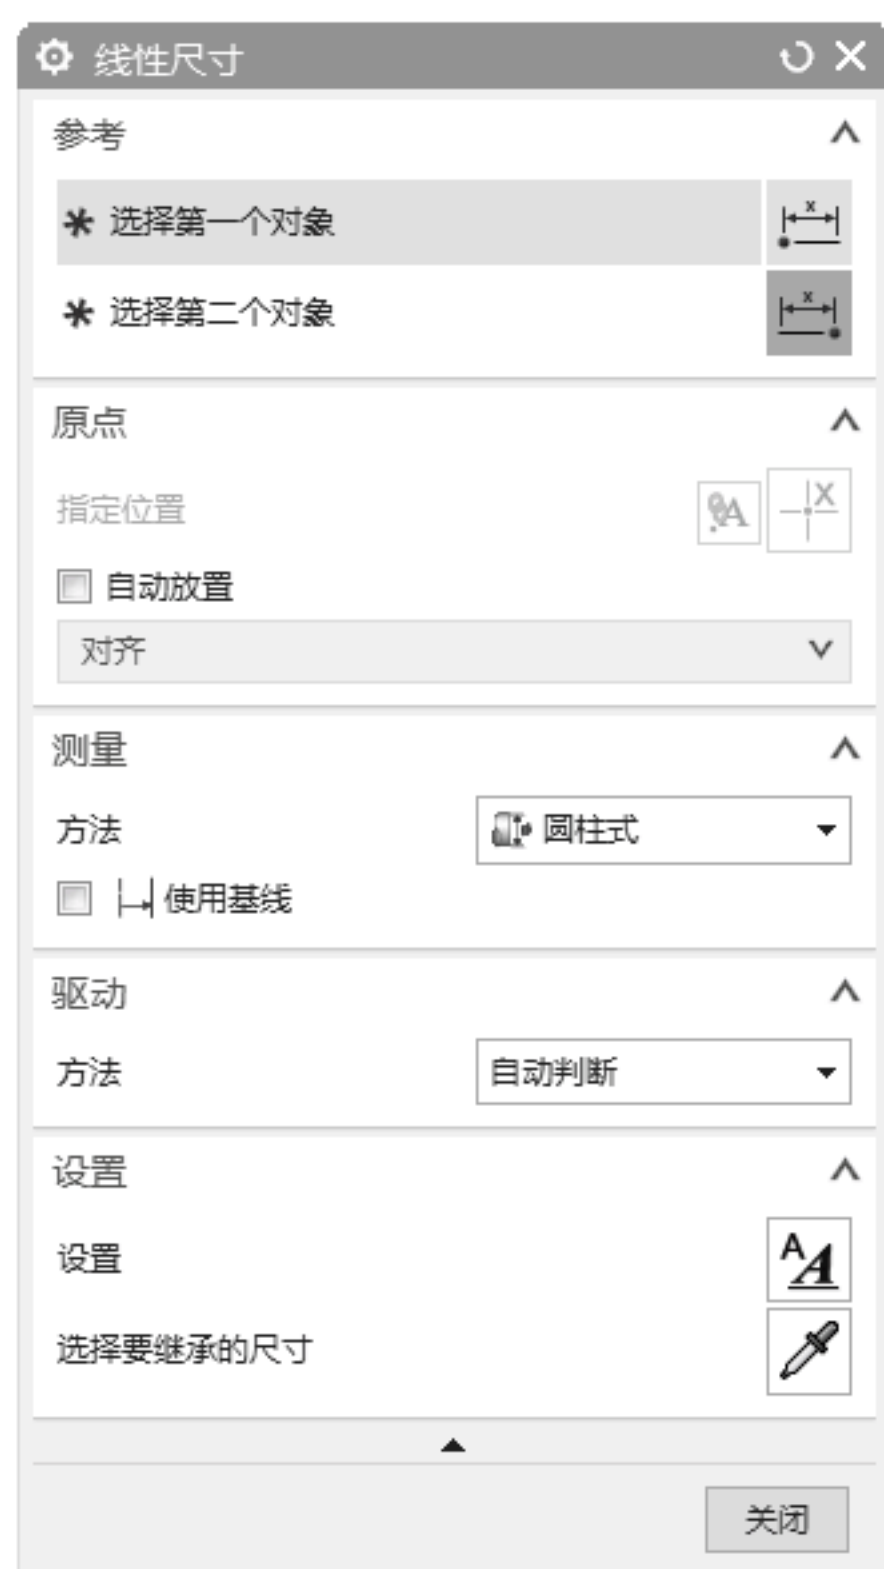 线性尺寸
参考
* 选择第一个对象
x
* 选择第二个对象
x
原点
指定位置
A
X
自动放置
对齐
测量
方法
圆柱式
使用基线
驱动
方法
自动判断
设置
设置
AA
选择要继承的尺寸
关闭